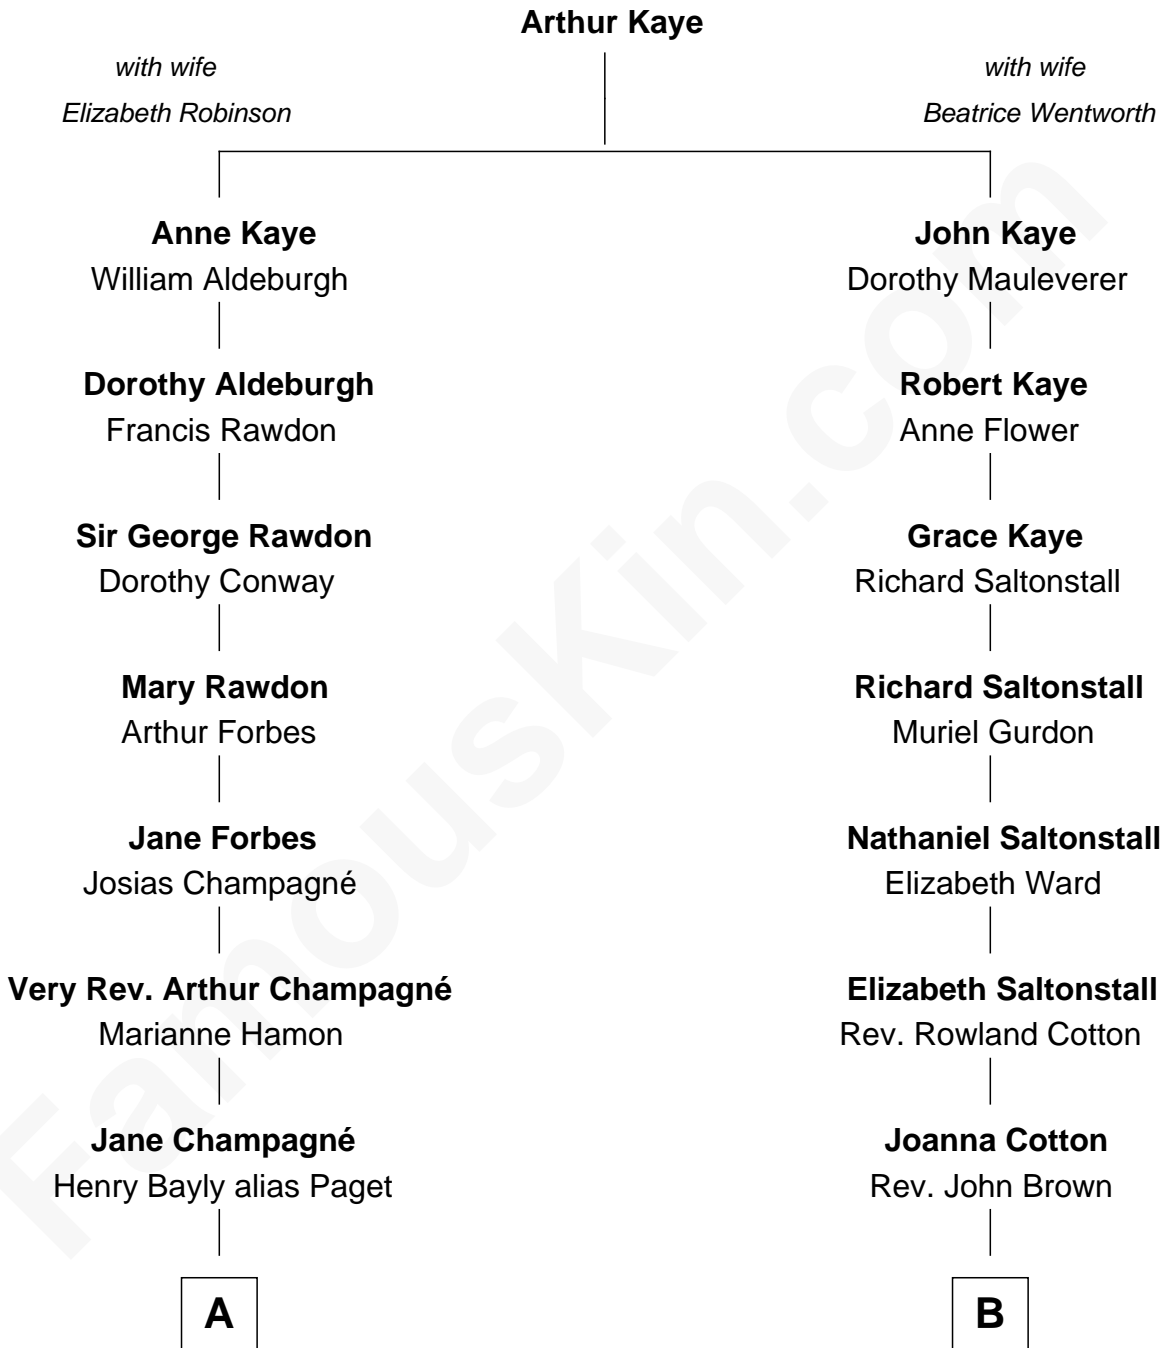 Arthur Kaye
with wife
Elizabeth Robinson
with wife
Beatrice Wentworth
Anne Kaye
William Aldeburgh
John Kaye
Dorothy Mauleverer
Dorothy Aldeburgh
Francis Rawdon
Robert Kaye
Anne Flower
Sir George Rawdon
Dorothy Conway
Grace Kaye
Richard Saltonstall
Mary Rawdon
Arthur Forbes
Richard Saltonstall
Muriel Gurdon
Jane Forbes
Josias Champagné
Nathaniel Saltonstall
Elizabeth Ward
Very Rev. Arthur Champagné
Marianne Hamon
Elizabeth Saltonstall
Rev. Rowland Cotton
Jane Champagné
Henry Bayly alias Paget
Joanna Cotton
Rev. John Brown
A
B
FamousKin.com